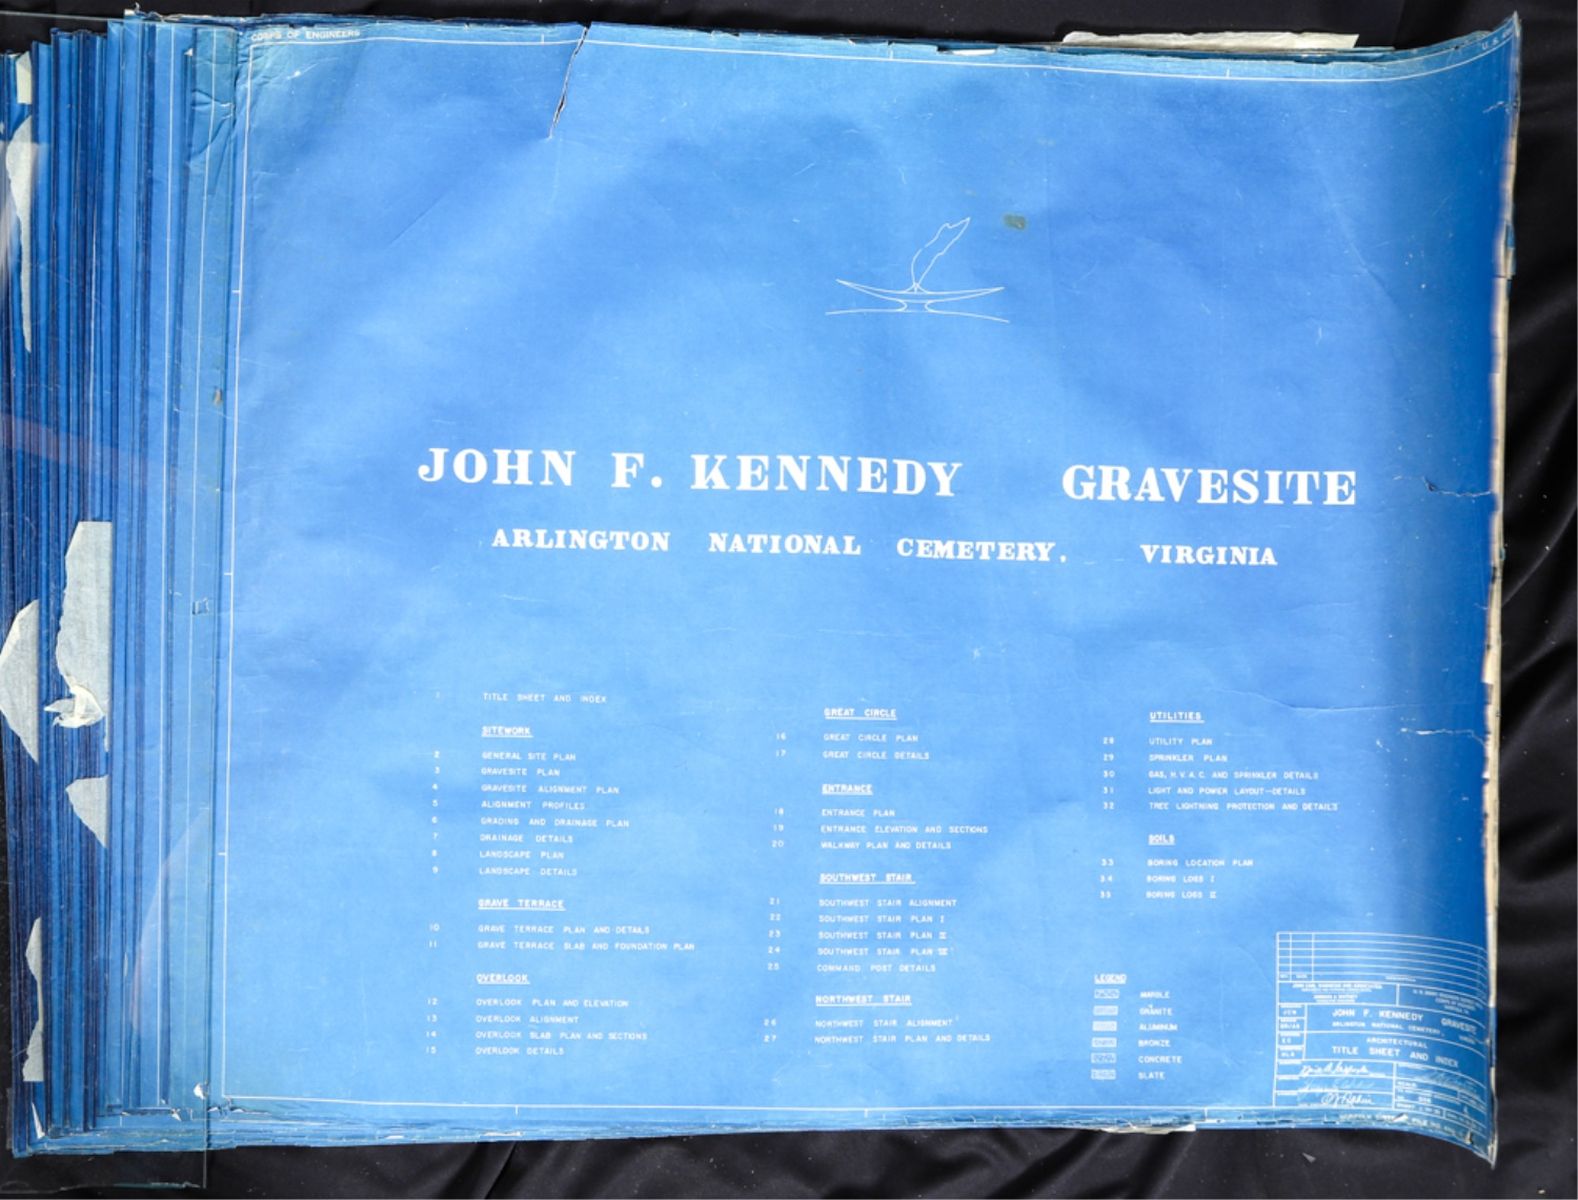 CORPS OF ENGINEERS
JOHN F. KENNEDY GRAVESITE
ARLINGTON NATIONAL CEMETERY, VIRGINIA
1 TITLE SHEET AND INDEX
SITEWORK
2 GENERAL SITE PLAN
3 GRAVESITE PLAN
4 GRAVESITE ALIGNMENT PLAN
5 ALIGNMENT PROFILES
6 GRADING AND DRAINAGE PLAN
7 DRAINAGE DETAILS
8 LANDSCAPE PLAN
9 LANDSCAPE DETAILS
GRAVE TERRACE
10 GRAVE TERRACE PLAN AND DETAILS
11 GRAVE TERRACE SLAB AND FOUNDATION PLAN
OVERLOOK
12 OVERLOOK PLAN AND ELEVATION
13 OVERLOOK ALIGNMENT
14 OVERLOOK SLAB PLAN AND SECTIONS
15 OVERLOOK DETAILS
GREAT CIRCLE
16 GREAT CIRCLE PLAN
17 GREAT CIRCLE DETAILS
ENTRANCE
18 ENTRANCE PLAN
19 ENTRANCE ELEVATION AND SECTIONS
20 WALKWAY PLAN AND DETAILS
SOUTHWEST STAIR
21 SOUTHWEST STAIR ALIGNMENT
22 SOUTHWEST STAIR PLAN I
23 SOUTHWEST STAIR PLAN II
24 SOUTHWEST STAIR PLAN III
25 COMMAND POST DETAILS
NORTHWEST STAIR
26 NORTHWEST STAIR ALIGNMENT
27 NORTHWEST STAIR PLAN AND DETAILS
UTILITIES
28 UTILITY PLAN
29 SPRINKLER PLAN
30 GAS, H.V.A.C. AND SPRINKLER DETAILS
31 LIGHT AND POWER LAYOUT-DETAILS
32 TREE LIGHTNING PROTECTION AND DETAILS
SOILS
33 BORING LOCATION PLAN
34 BORING LOGS I
35 BORING LOGS II
LEGEND
MARBLE
GRANITE
ALUMINUM
BRONZE
CONCRETE
SLATE
JOHN F. KENNEDY GRAVESITE
ARLINGTON NATIONAL CEMETERY VIRGINIA
ARCHITECTURAL
TITLE SHEET AND INDEX